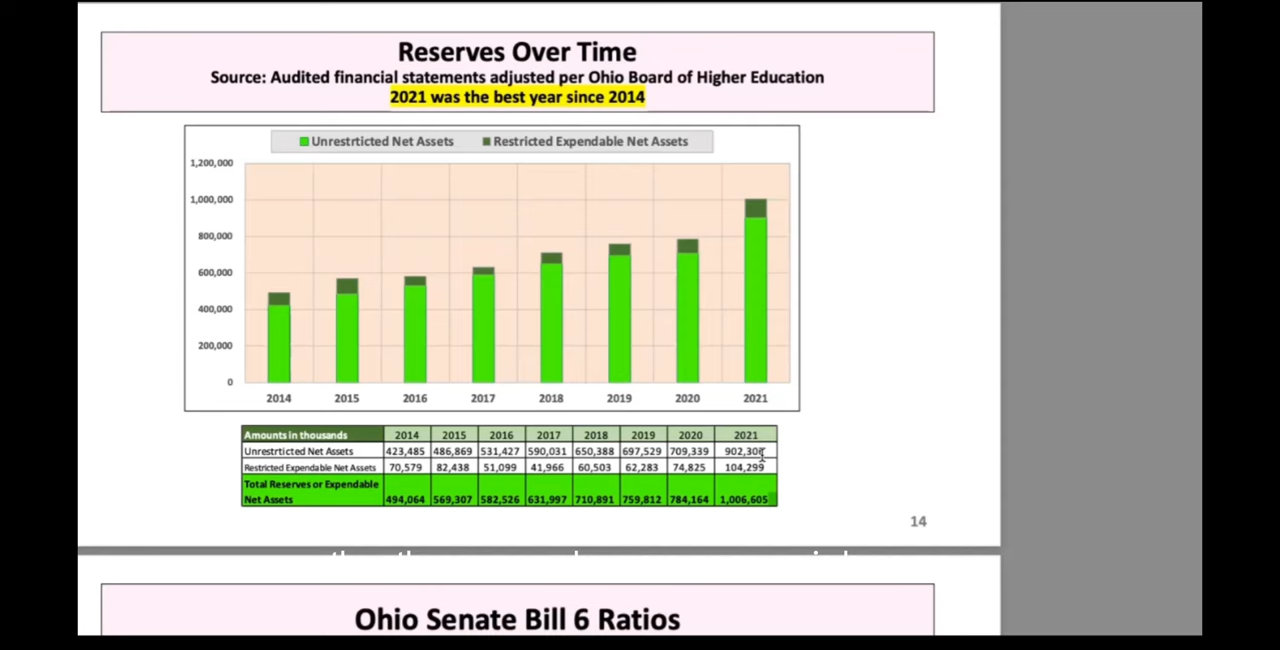 Reserves Over Time
Source: Audited financial statements adjusted per Ohio Board of Higher Education
2021 was the best year since 2014
Unrestrticted Net Assets Restricted Expendable Net Assets
1,200,000
1,000,000
800,000
600,000
400,000
200,000
0
2014 2015 2016 2017 2018 2019 2020 2021
Amounts in thousands 2014 2015 2016 2017 2018 2019 2020 2021
Unrestrticted Net Assets 423,485 486,869 531,427 590,031 650,388 697,529 709,339
Restricted Expendable Net Assets 70,579 82,438 51,099 41,966 60,503 62,283 74,825 104,299
Total Reserves or Expendable
Net Assets 494,064 569,307 582,526 631,997 710,891 759,812 784,164 1,006,605
14
Ohio Senate Bill 6 Ratios